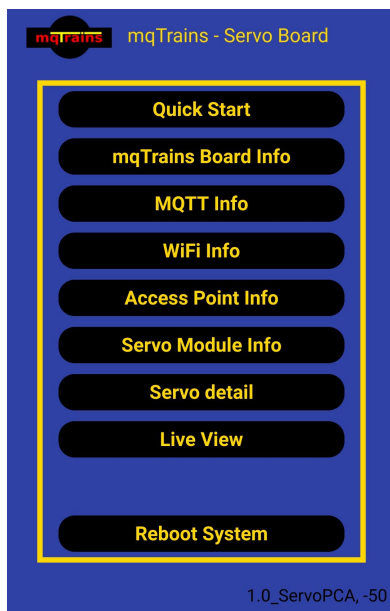 mqTrains
mqTrains - Servo Board
Quick Start
mqTrains Board Info
MQTT Info
WiFi Info
Access Point Info
Servo Module Info
Servo detail
Live View
Reboot System
1.0_ServoPCA, -50